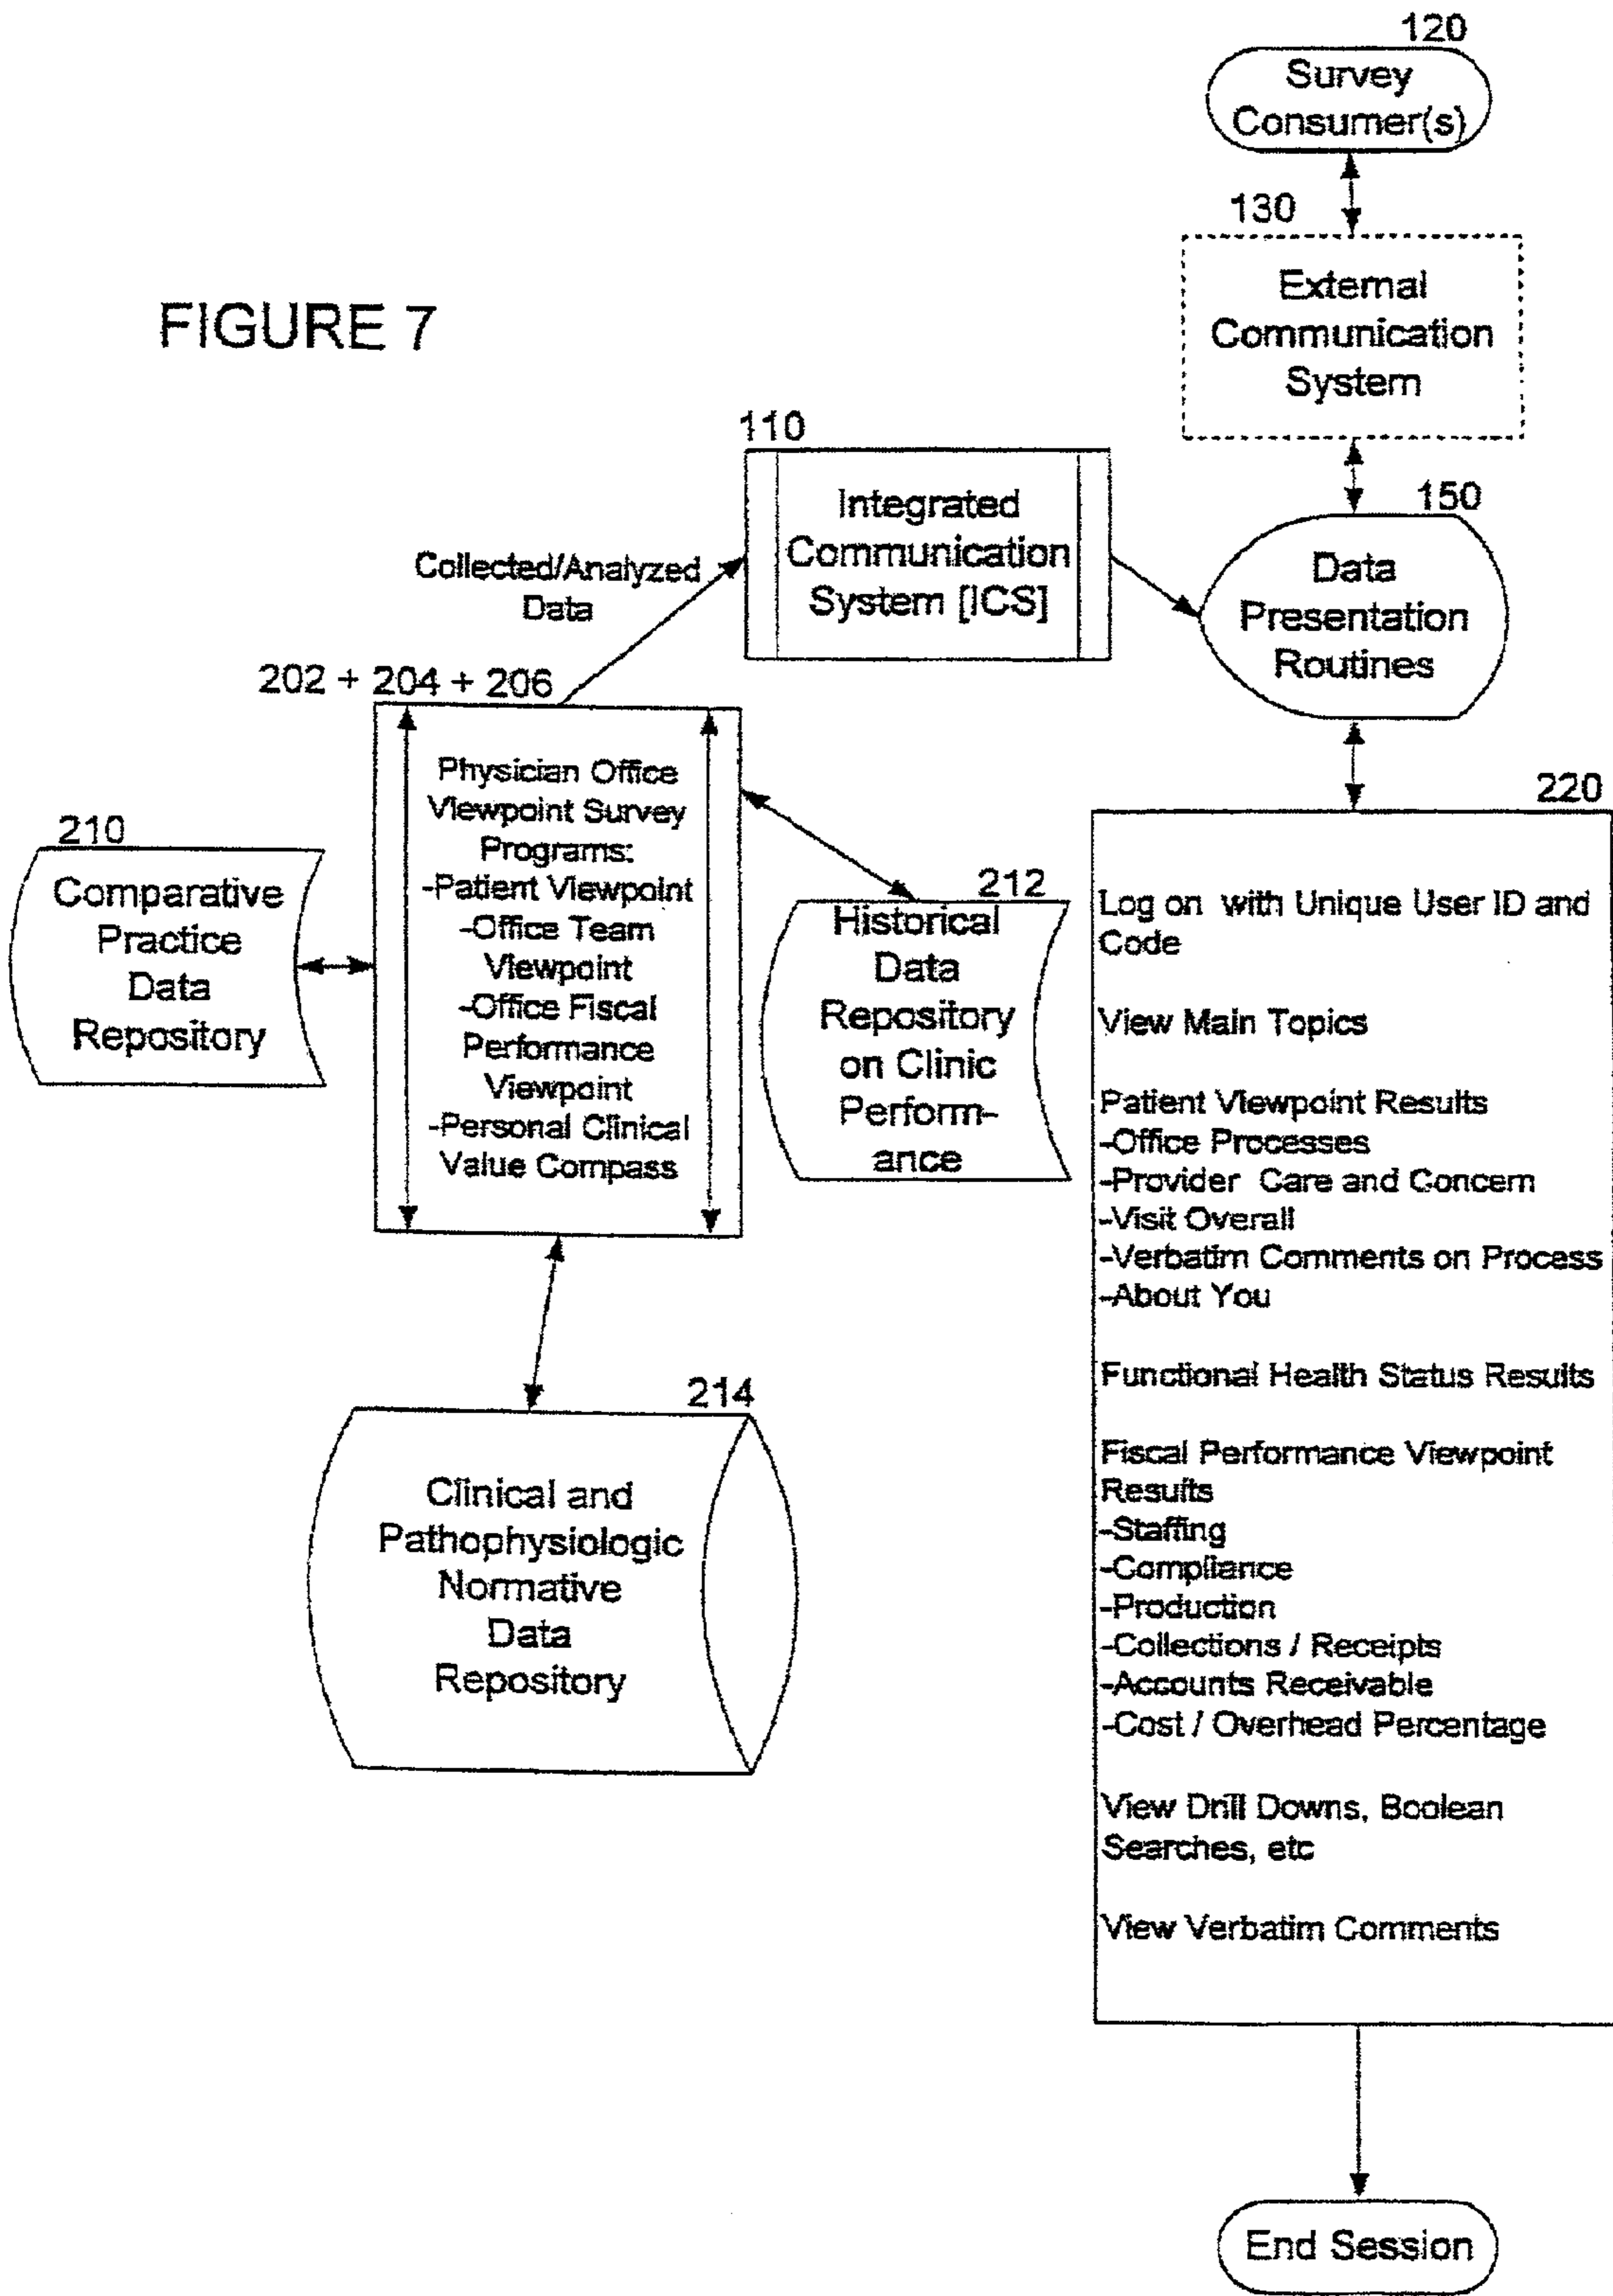 120
Survey
Consumer(s)
130
External
Communication
System
FIGURE 7
110
Integrated
Communication
System [ICS]
150
Data
Presentation
Routines
Collected/Analyzed
Data
202 + 204 + 206
Physician Office
Viewpoint Survey
Programs:
-Patient Viewpoint
-Office Team
Viewpoint
-Office Fiscal
Performance
Viewpoint
-Personal Clinical
Value Compass
210
Comparative
Practice
Data
Repository
212
Historical
Data
Repository
on Clinic
Perform-
ance
214
Clinical and
Pathophysiologic
Normative
Data
Repository
220
Log on with Unique User ID and
Code
View Main Topics
Patient Viewpoint Results
-Office Processes
-Provider Care and Concern
-Visit Overall
-Verbatim Comments on Process
-About You
Functional Health Status Results
Fiscal Performance Viewpoint
Results
-Staffing
-Compliance
-Production
-Collections / Receipts
-Accounts Receivable
-Cost / Overhead Percentage
View Drill Downs, Boolean
Searches, etc
View Verbatim Comments
End Session